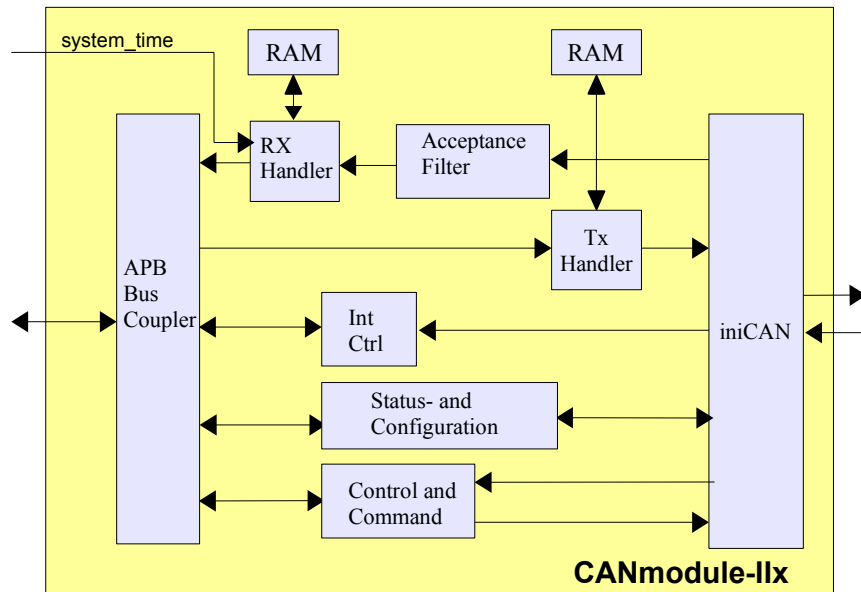 system_time
RAM
RAM
RX
Handler
Acceptance
Filter
Tx
Handler
APB
Bus
Coupler
Int
Ctrl
iniCAN
Status- and
Configuration
Control and
Command
CANmodule-IIx